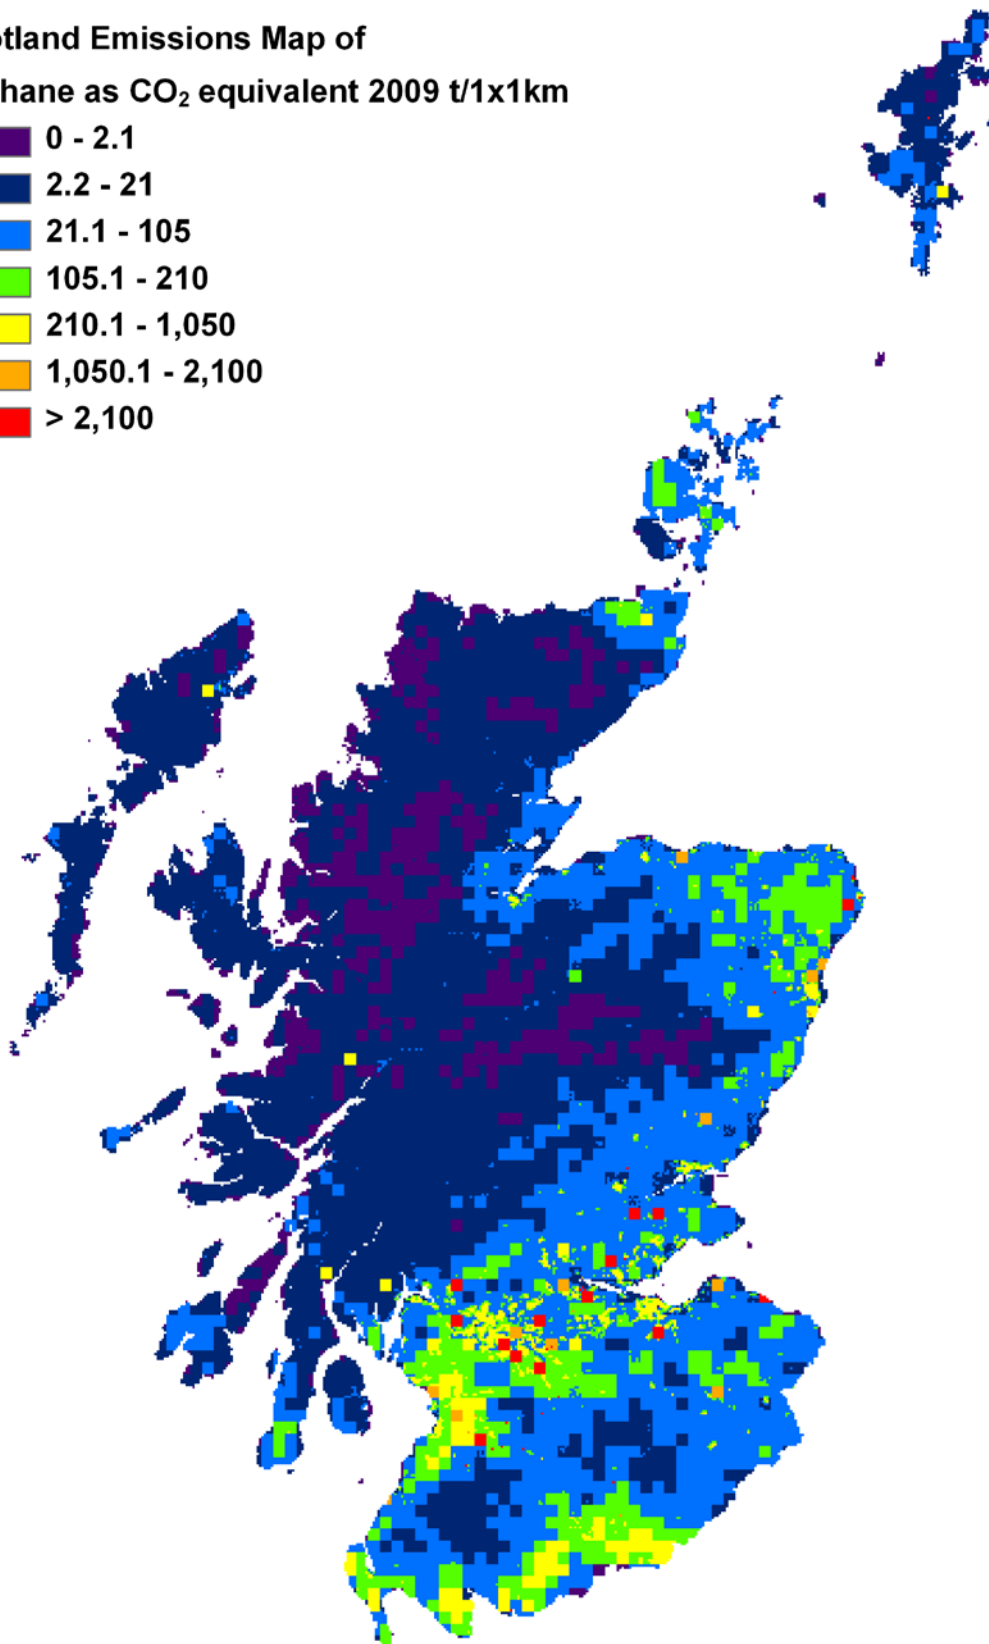 otland Emissions Map of
hane as CO₂ equivalent 2009 t/1x1km
0 - 2.1
2.2 - 21
21.1 - 105
105.1 - 210
210.1 - 1,050
1,050.1 - 2,100
> 2,100